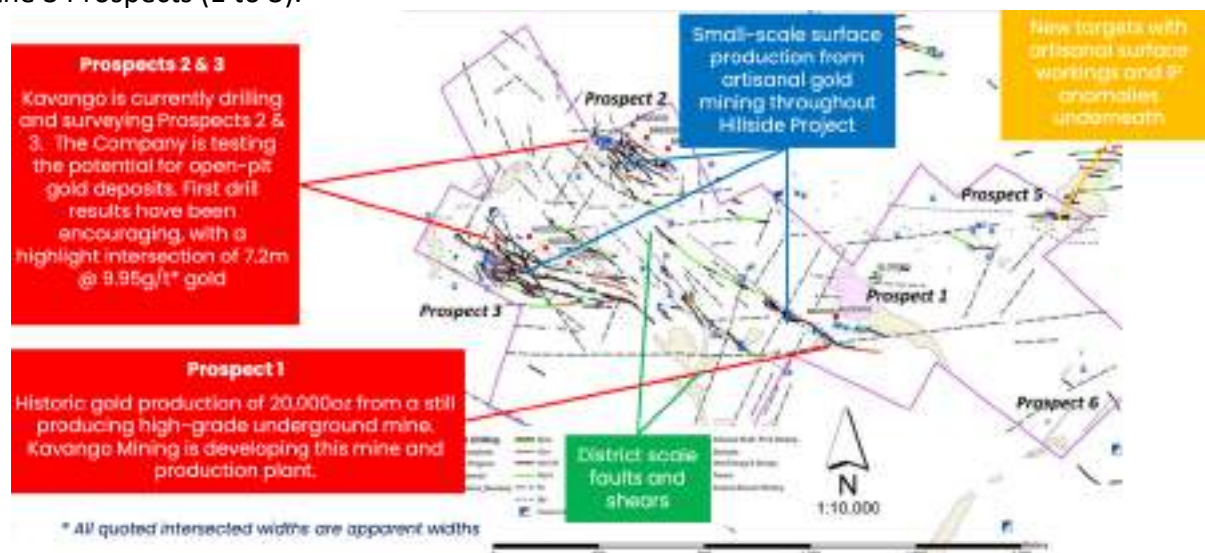 Prospects (1 to 5).
Prospects 2 & 3
Kavango is currently drilling
and surveying Prospects 2 &
3. The Company is testing
the potential for open-pit
gold deposits. First drill
results have been
encouraging, with a
highlight intersection of 7.2m
@ 9.95g/t* gold
Small-scale surface
production from
artisanal gold
mining throughout
Hillside Project
New targets with
artisanal surface
workings and IP
anomalies
underneath
Prospect 2
Prospect 5
Prospect 1
Prospect 3
Prospect 6
Prospect 1
Historic gold production of 20,000oz from a still
producing high-grade underground mine.
Kavango Mining is developing this mine and
production plant.
District scale
faults and
shears
N
1:10,000
* All quoted intersected widths are apparent widths